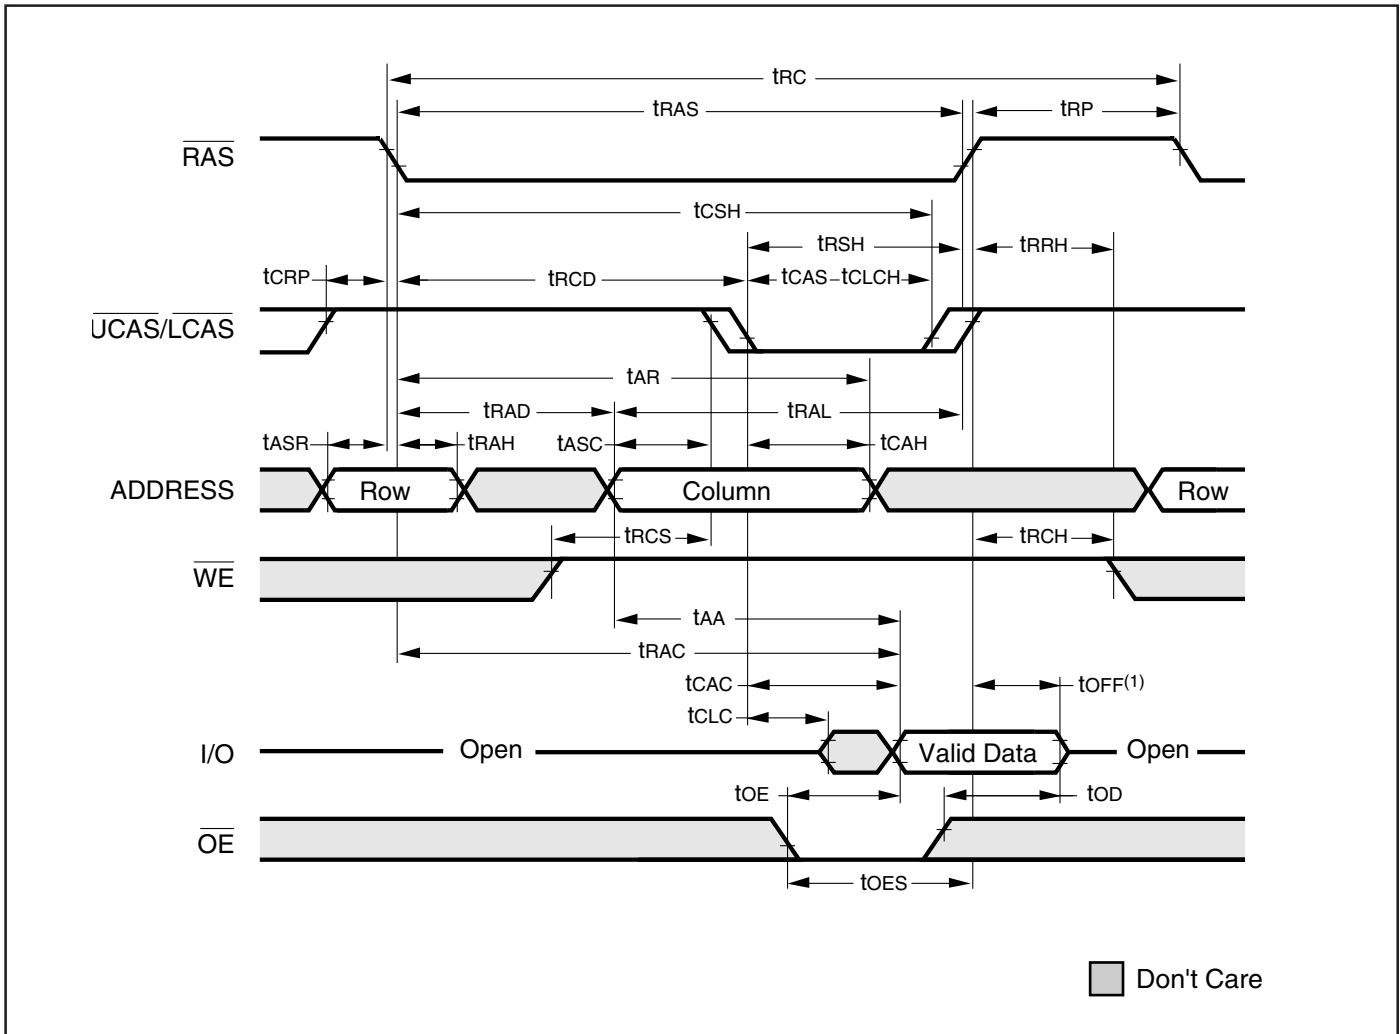 tRC
tRAS
tRP
RAS
tCSH
tRSH
tRRH
tCRP
tRCD
tCAS
tCLCH
UCAS/LCAS
tAR
tRAD
tRAL
tASR
tRAH
tASC
tCAH
ADDRESS
Row
Column
Row
tRCS
tRCH
WE
tAA
tRAC
tCAC
tOFF(1)
tCLC
I/O
Open
Valid Data
Open
tOE
tOD
OE
tOES
Don't Care